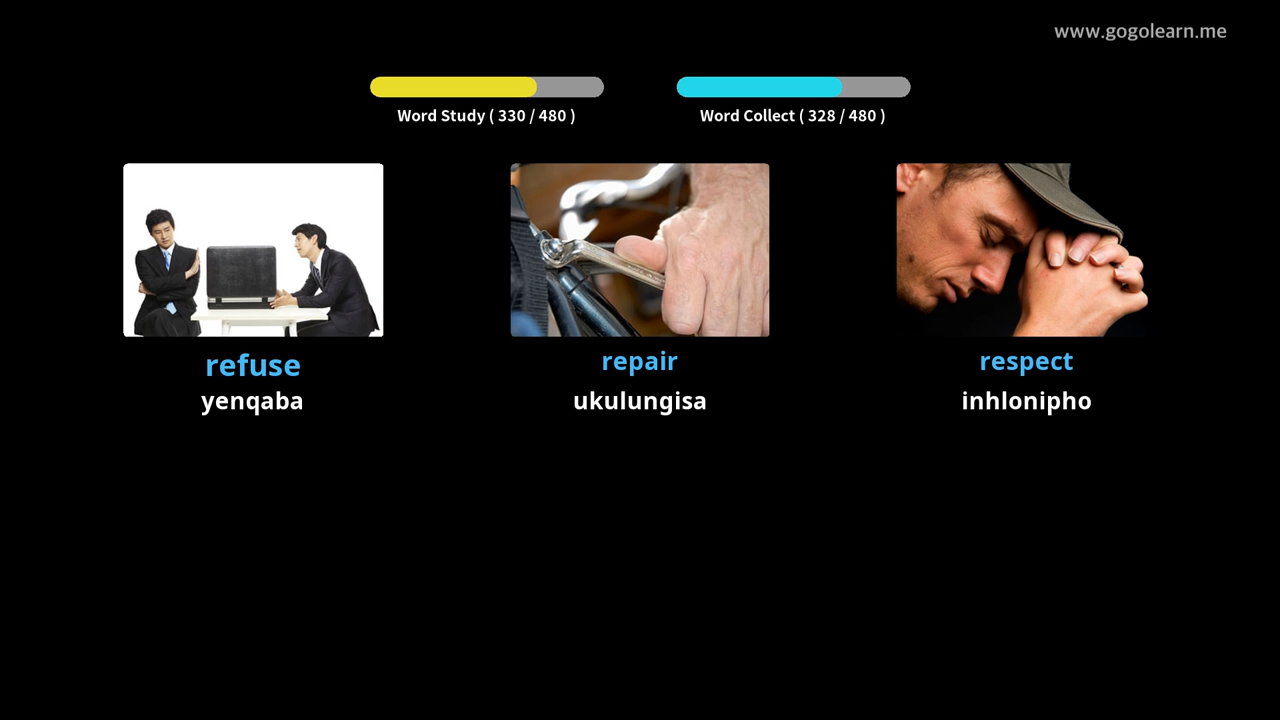 www.gogolearn.me
Word Study ( 330 / 480 )
Word Collect ( 328 / 480 )
refuse
yenqaba
repair
ukulungisa
respect
inhlonipho